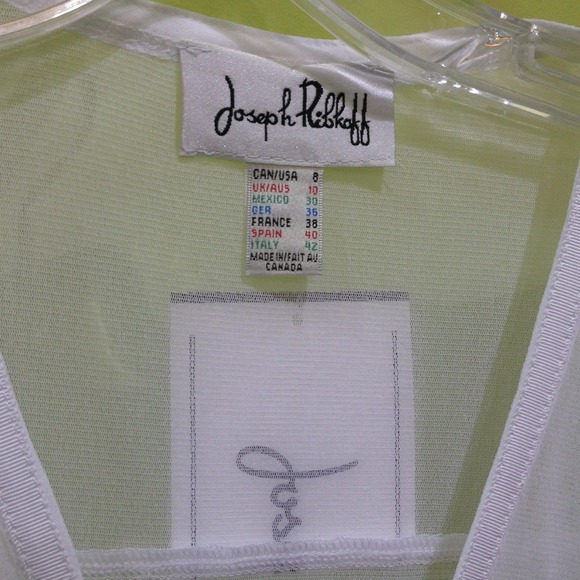 Joseph Ribkoff
CAN/USA 8
UK/AUS 10
MEXICO 30
GER 36
FRANCE 38
SPAIN 40
ITALY 42
MADE IN/FAIT AU
CANADA
Jos